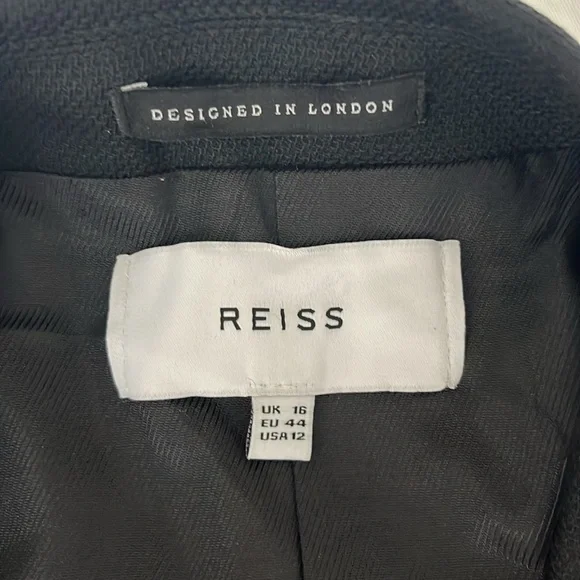 DESIGNED IN LONDON
REISS
UK 16
EU 44
USA 12